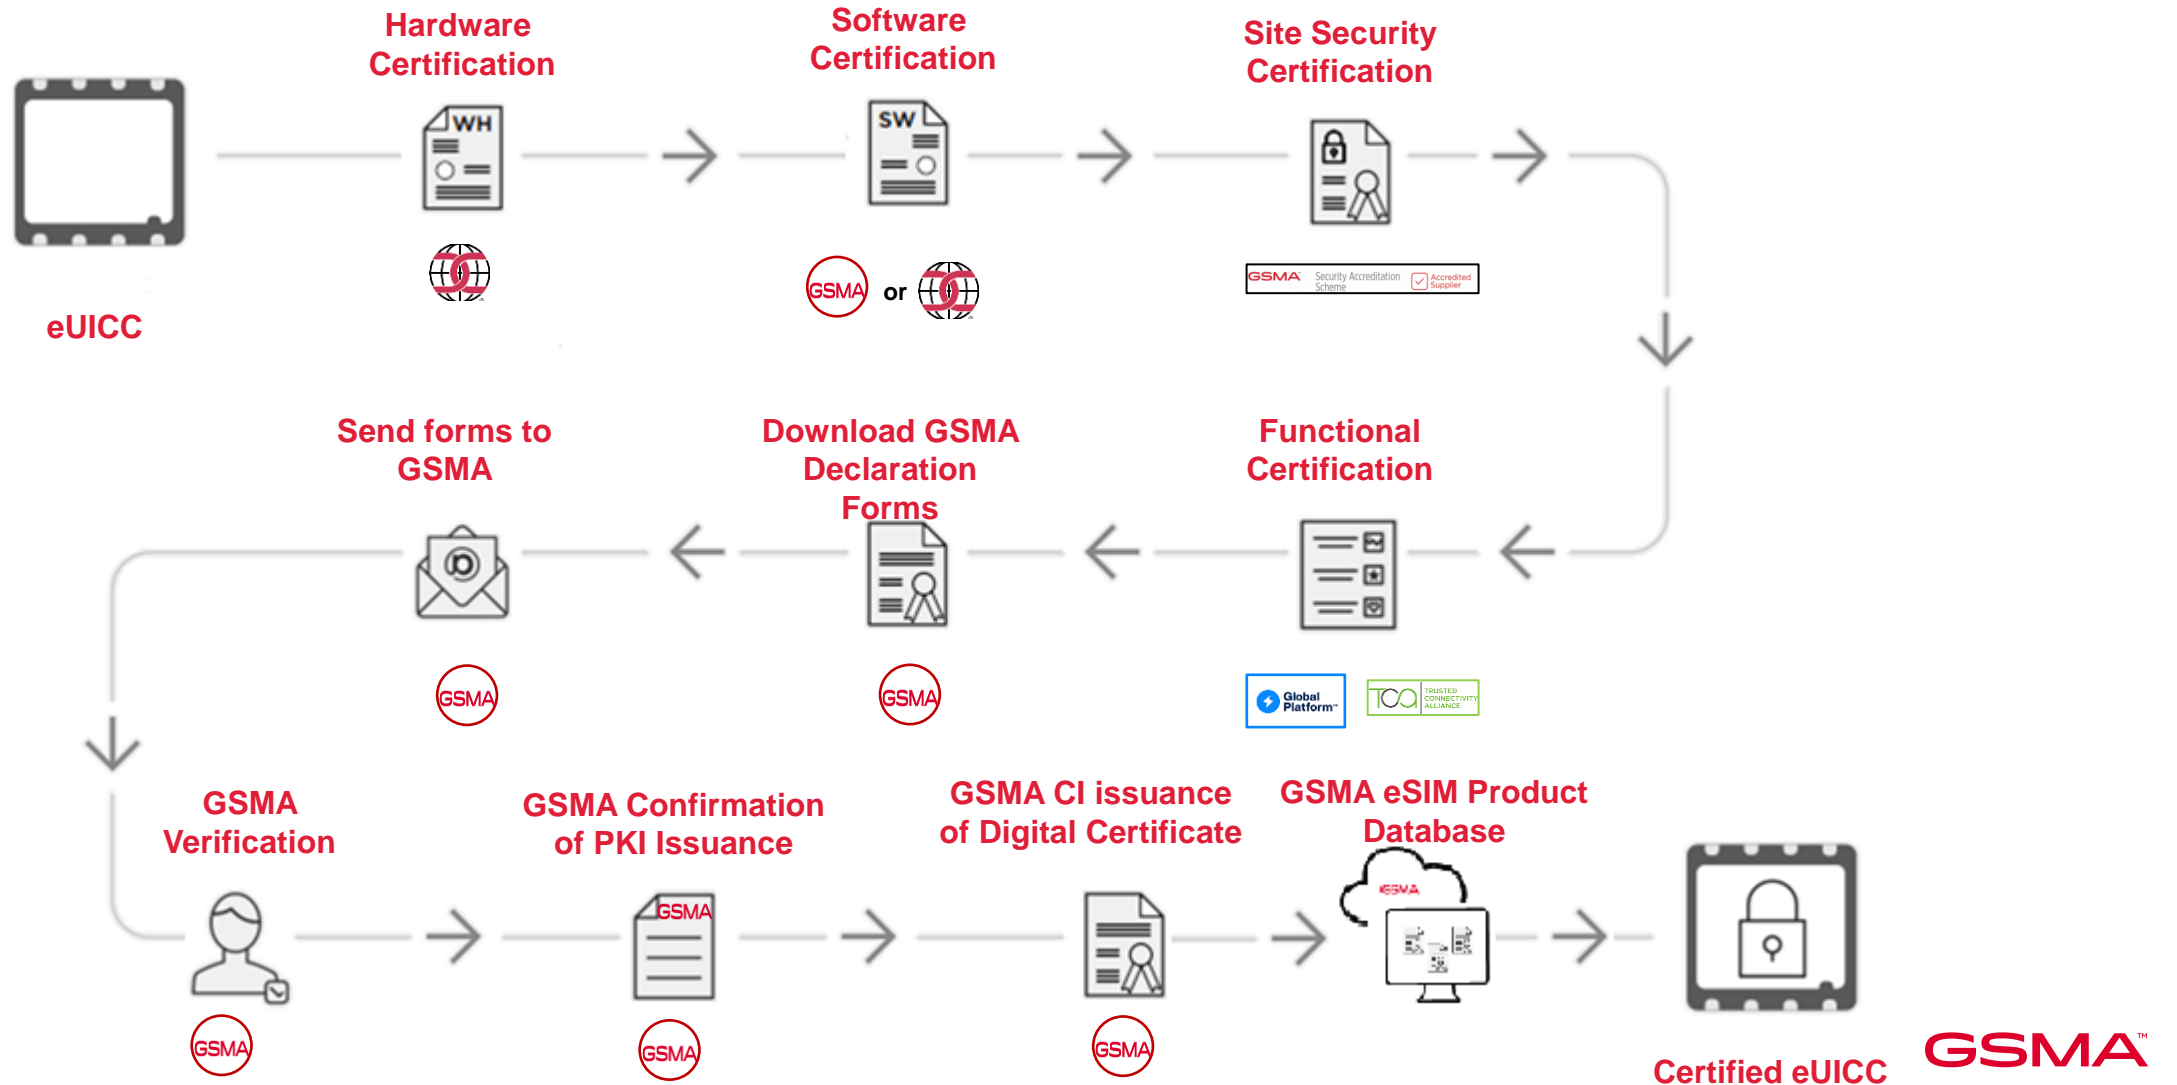 Hardware
Certification
Software
Certification
Site Security
Certification
WH
SW
GSMA
or
GSMA
Security Accreditation
Scheme
Accredited
Supplier
eUICC
Send forms to
GSMA
Download GSMA
Declaration
Forms
Functional
Certification
GSMA
GSMA
Global
Platform™
TCA
TRUSTED
CONNECTIVITY
ALLIANCE
GSMA
Verification
GSMA Confirmation
of PKI Issuance
GSMA CI issuance
of Digital Certificate
GSMA eSIM Product
Database
GSMA
GSMA
GSMA
GSMA
GSMA
Certified eUICC
GSMA™